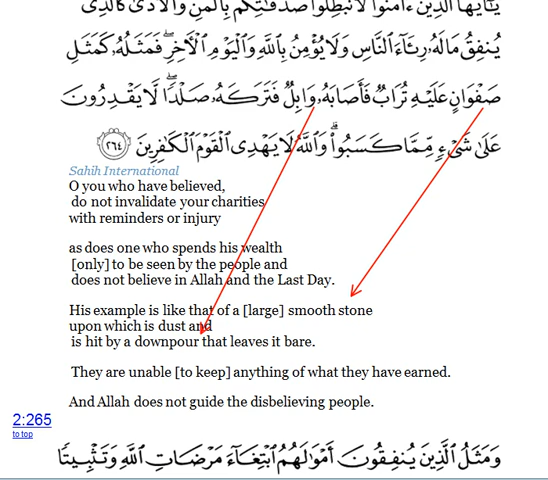 يَٰٓأَيُّهَا ٱلَّذِينَ ءَامَنُوا۟ لَا تُبْطِلُوا۟ صَدَقَٰتِكُم بِٱلْمَنِّ وَٱلْأَذَىٰ كَٱلَّذِى
يُنفِقُ مَالَهُۥ رِئَآءَ ٱلنَّاسِ وَلَا يُؤْمِنُ بِٱللَّهِ وَٱلْيَوْمِ ٱلْءَاخِرِ ۖ فَمَثَلُهُۥ كَمَثَلِ
صَفْوَانٍ عَلَيْهِ تُرَابٌ فَأَصَابَهُۥ وَابِلٌ فَتَرَكَهُۥ صَلْدًا ۖ لَّا يَقْدِرُونَ
عَلَىٰ شَىْءٍ مِّمَّا كَسَبُوا۟ ۗ وَٱللَّهُ لَا يَهْدِى ٱلْقَوْمَ ٱلْكَٰفِرِينَ ٢٦٤
Sahih International
O you who have believed,
do not invalidate your charities
with reminders or injury
as does one who spends his wealth
[only] to be seen by the people and
does not believe in Allah and the Last Day.
His example is like that of a [large] smooth stone
upon which is dust and
is hit by a downpour that leaves it bare.
They are unable [to keep] anything of what they have earned.
And Allah does not guide the disbelieving people.
2:265
to top
وَمَثَلُ ٱلَّذِينَ يُنفِقُونَ أَمْوَٰلَهُمُ ٱبْتِغَآءَ مَرْضَاتِ ٱللَّهِ وَتَثْبِيتًا